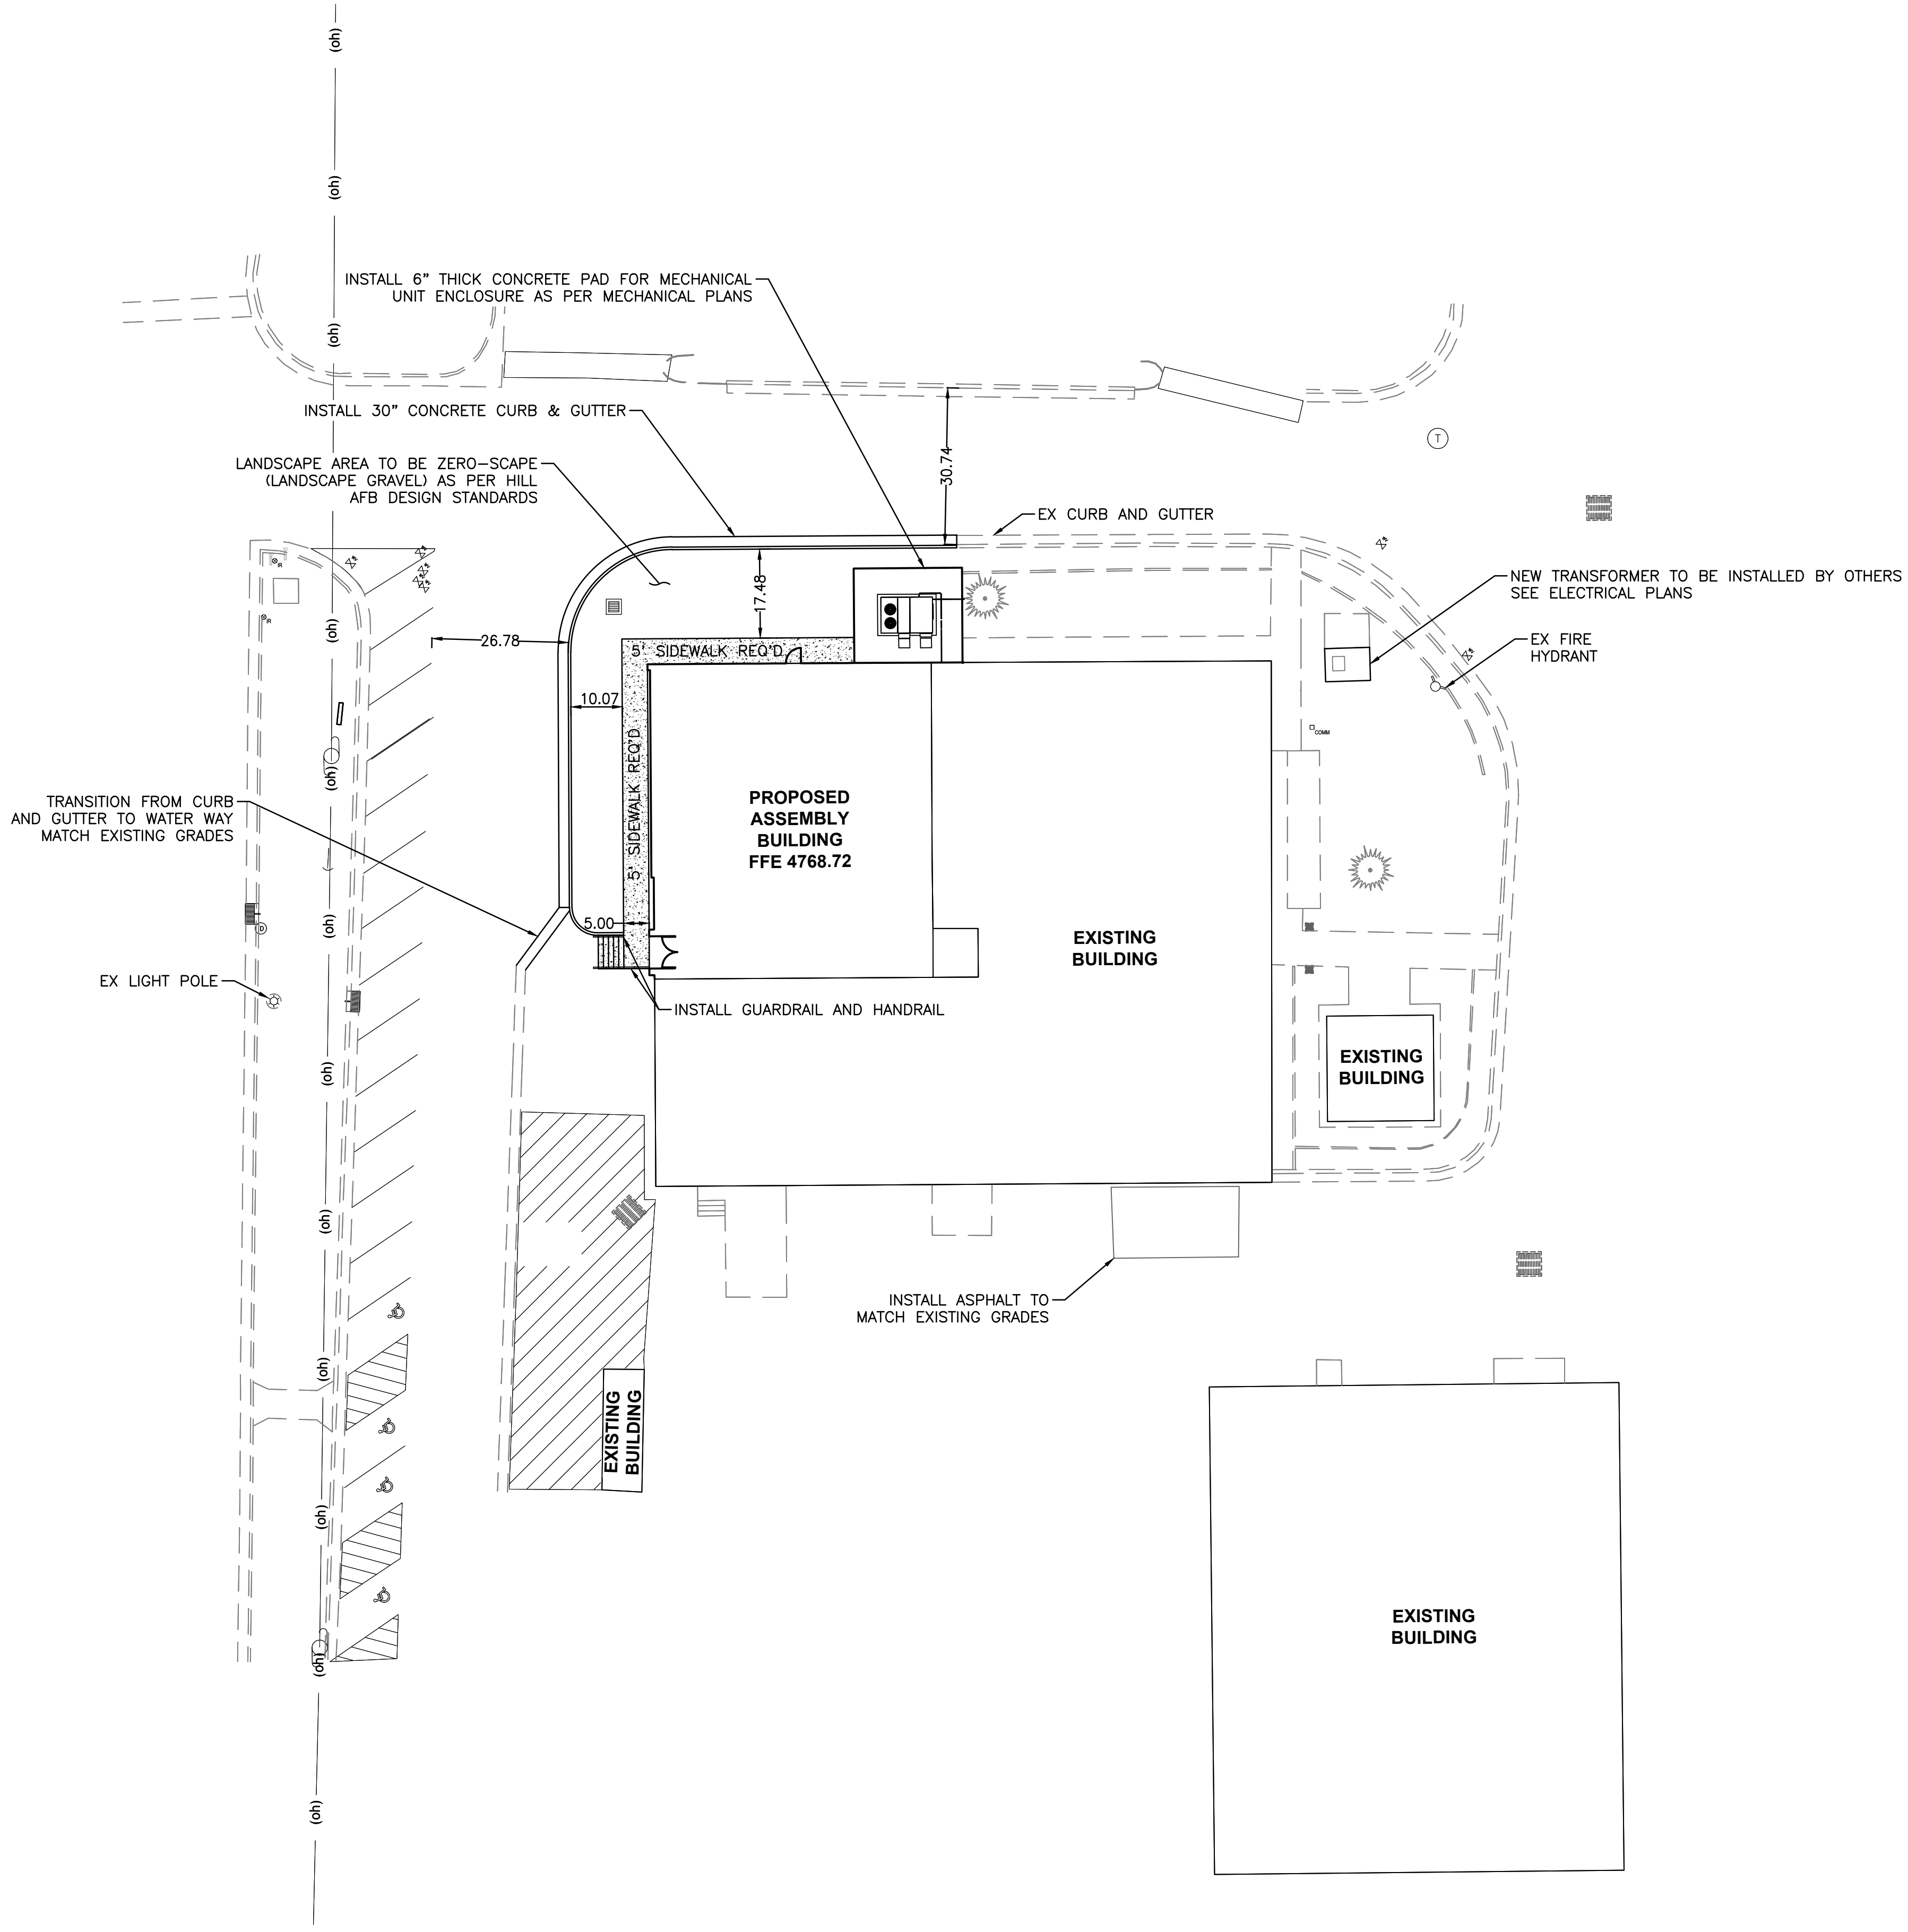 (oh)
(oh)
INSTALL 6" THICK CONCRETE PAD FOR MECHANICAL
UNIT ENCLOSURE AS PER MECHANICAL PLANS
(oh)
INSTALL 30" CONCRETE CURB & GUTTER
T
30.74
LANDSCAPE AREA TO BE ZERO-SCAPE
(LANDSCAPE GRAVEL) AS PER HILL
AFB DESIGN STANDARDS
EX CURB AND GUTTER
NEW TRANSFORMER TO BE INSTALLED BY OTHERS
SEE ELECTRICAL PLANS
17.48
IR
IR
(oh)
26.78
5' SIDEWALK REQ'D
EX FIRE
HYDRANT
10.07
5' SIDEWALK REQ'D
COMM
(oh)
TRANSITION FROM CURB
AND GUTTER TO WATER WAY
MATCH EXISTING GRADES
PROPOSED
ASSEMBLY
BUILDING
FFE 4768.72
(oh)
D
5.00
EXISTING
BUILDING
EX LIGHT POLE
INSTALL GUARDRAIL AND HANDRAIL
(oh)
EXISTING
BUILDING
(oh)
INSTALL ASPHALT TO
MATCH EXISTING GRADES
(oh)
EXISTING
BUILDING
(oh)
(oh)
EXISTING
BUILDING
(oh)